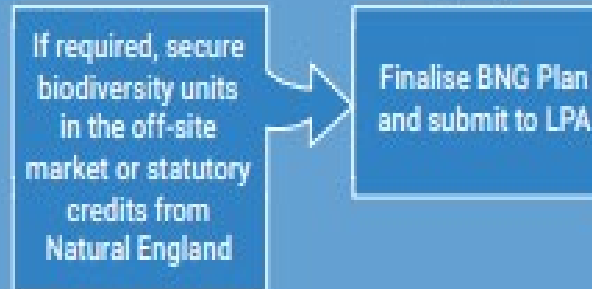 If required, secure
biodiversity units
in the off-site
market or statutory
credits from
Natural England
Finalise BNG Plan
and submit to LPA